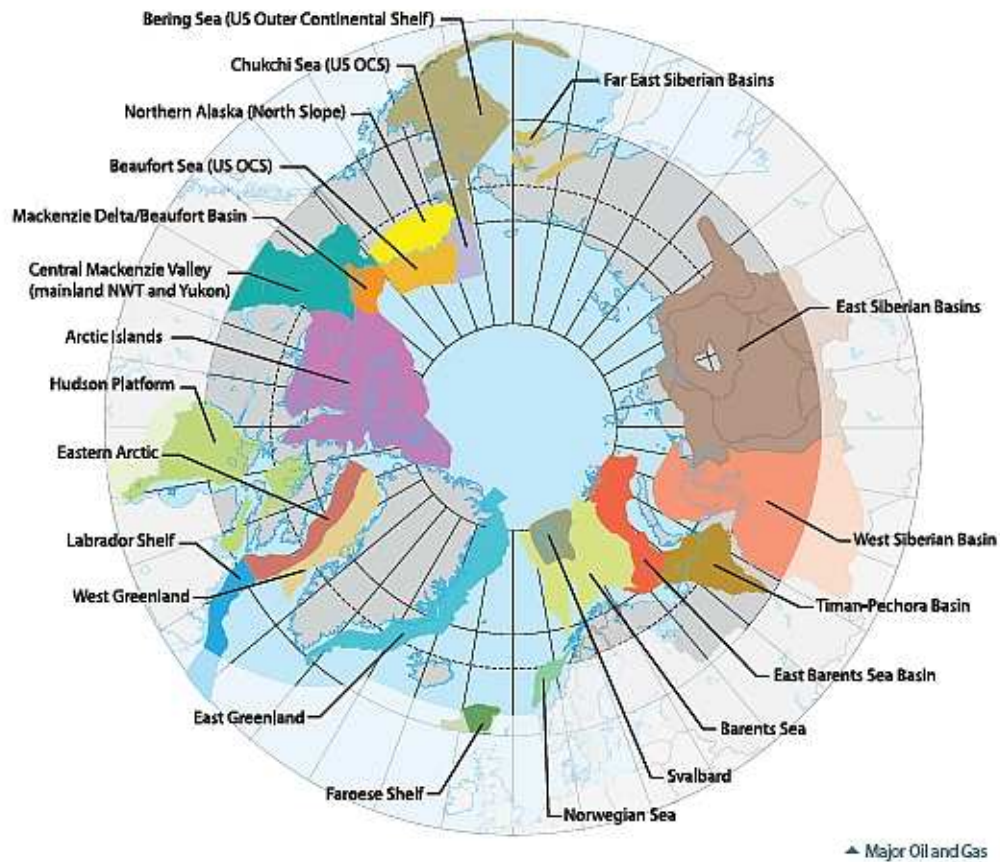 Bering Sea (US Outer Continental Shelf)
Chukchi Sea (US OCS)
Far East Siberian Basins
Northern Alaska (North Slope)
Beaufort Sea (US OCS)
Mackenzie Delta/Beaufort Basin
Central Mackenzie Valley
(mainland NWT and Yukon)
East Siberian Basins
Arctic Islands
Hudson Platform
Eastern Arctic
Labrador Shelf
West Siberian Basin
West Greenland
Timan-Pechora Basin
East Barents Sea Basin
East Greenland
Barents Sea
Svalbard
Faroese Shelf
Norwegian Sea
Major Oil and Gas